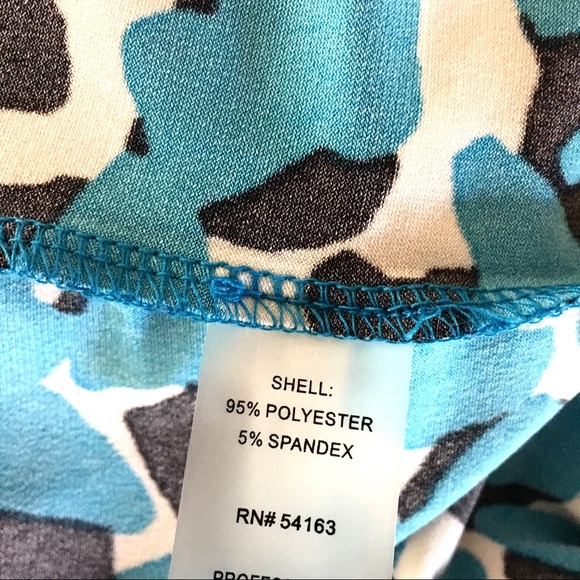 SHELL:
95% POLYESTER
5% SPANDEX
RN# 54163